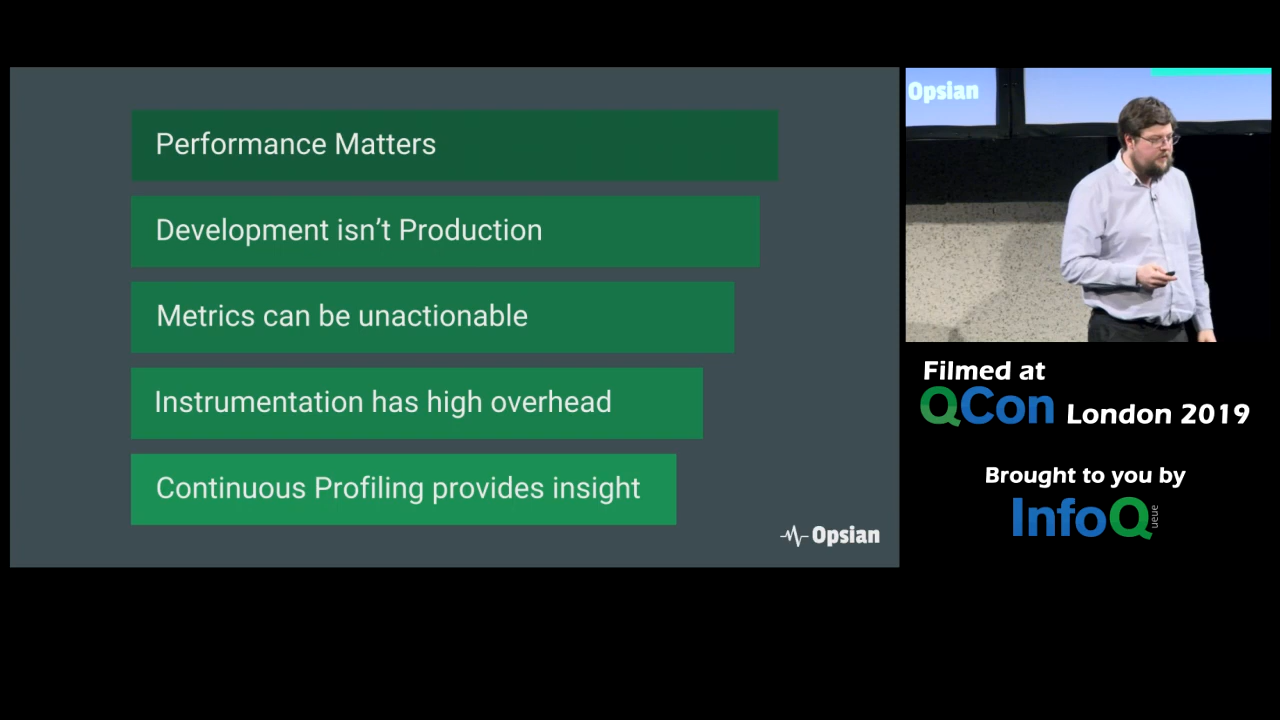 Performance Matters
Development isn’t Production
Metrics can be unactionable
Instrumentation has high overhead
Continuous Profiling provides insight
Opsian
Opsian
Filmed at
QCon London 2019
Brought to you by
InfoQueue